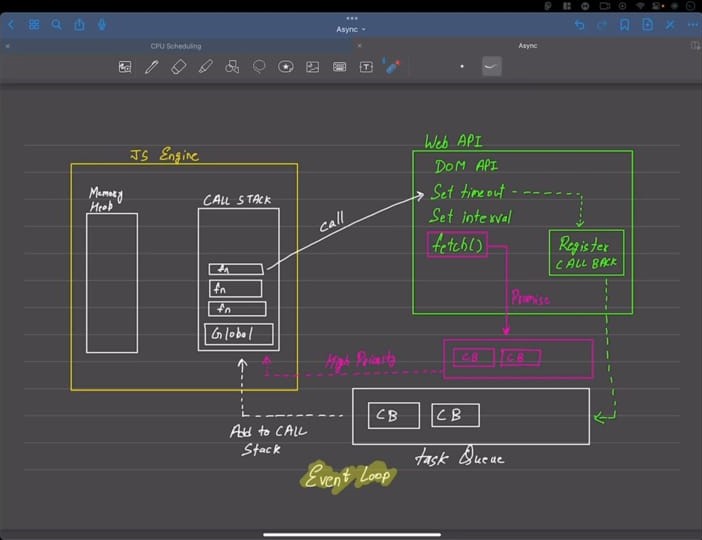 Async
CPU Scheduling
Async
JS Engine
Memory
Heab
CALL STACK
fn
fn
fn
Global
call
Web API
DOM API
Set timeout
Set interval
fetch()
Register
CALL BACK
Promise
CB
CB
High Priority
CB
CB
Add to CALL
Stack
task Queue
Event Loop